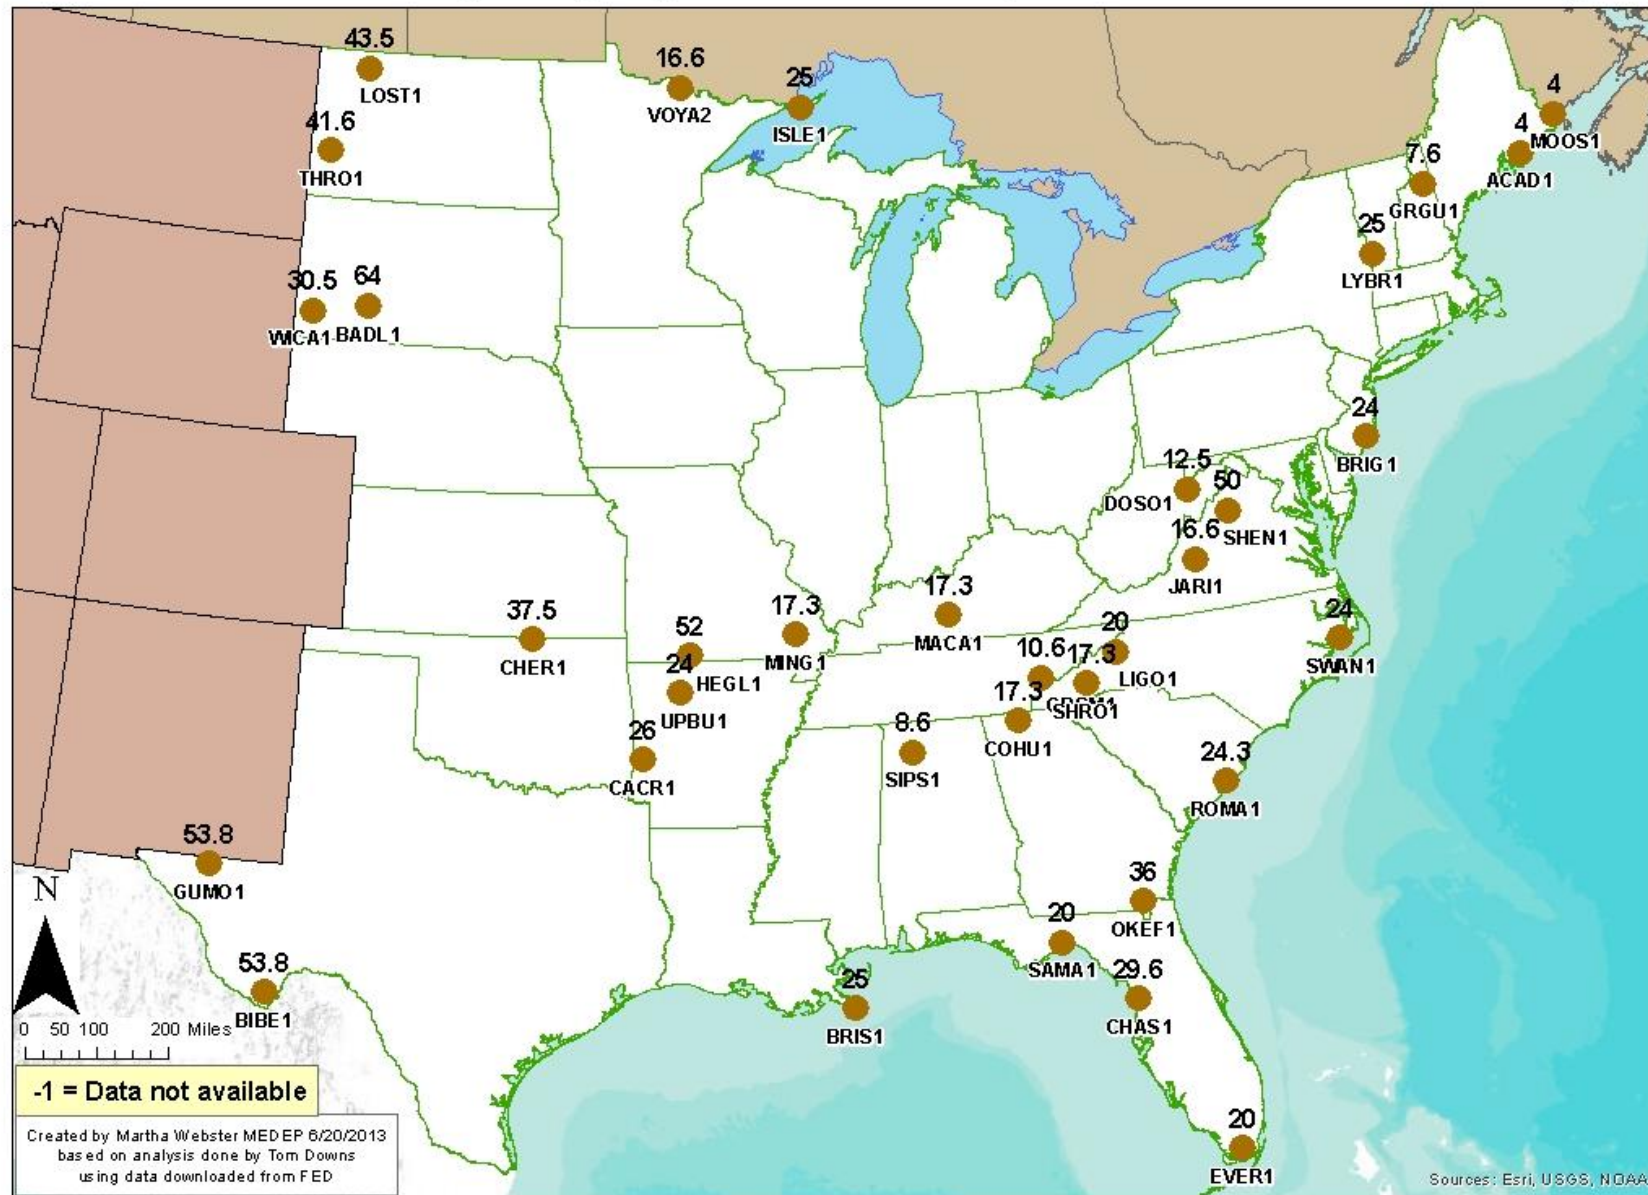 43.5
LOST1
16.6
VOYA2
25
ISLE1
4
MOOS1
4
ACAD1
41.6
THRO1
7.6
GRGU1
25
LYBR1
30.5
WICA1
64
BADL1
24
BRIG1
12.5
DOSO1
50
SHEN1
16.6
JARI1
17.3
MACA1
37.5
CHER1
52
HEGL1
17.3
MING1
24
UPBU1
26
CACR1
20
LIGO1
10.6
17.3
SHRO1
24
SWAN1
17.3
COHU1
8.6
SIPS1
24.3
ROMA1
53.8
GUMO1
36
OKEF1
20
SAMA1
29.6
CHAS1
53.8
BIBE1
25
BRIS1
20
EVER1
N
0 50 100 200 Miles
-1 = Data not available
Created by Martha Webster MEDEP 6/20/2013
based on analysis done by Tom Downs
using data downloaded from FED
Sources: Esri, USGS, NOAA